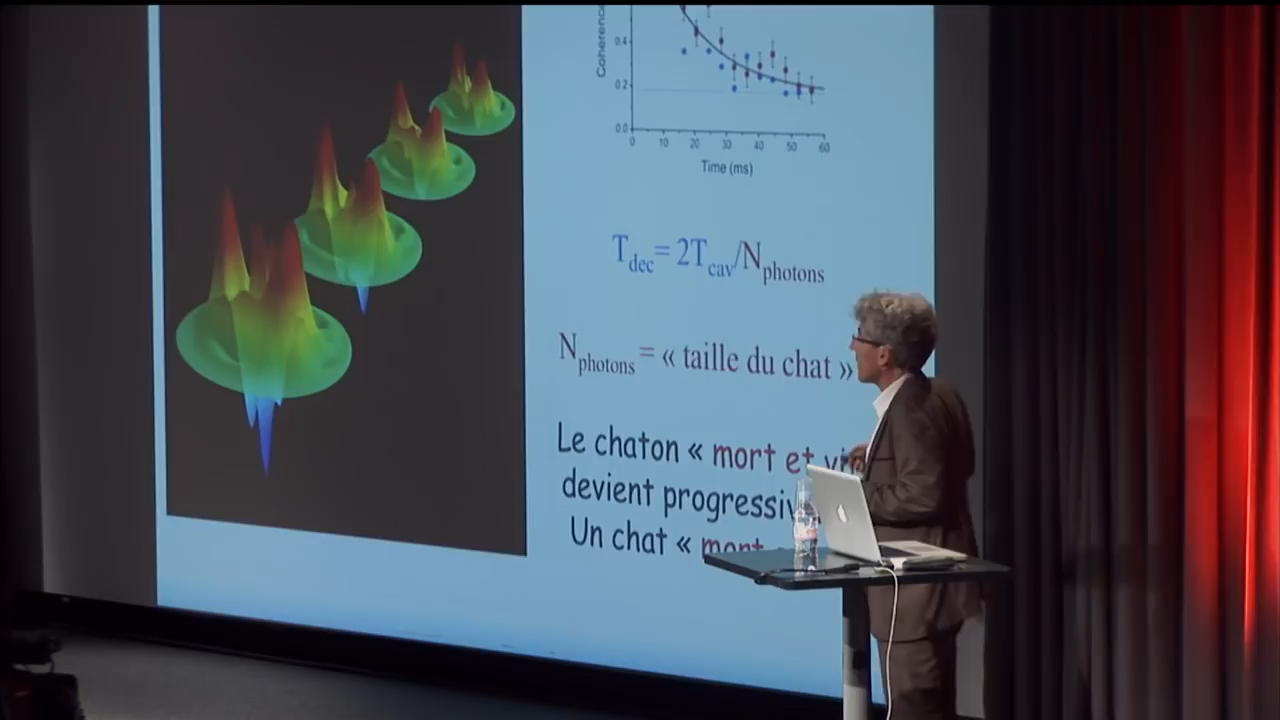 Coherence
0.4
0.2
0.0
0 10 20 30 40 50 60
Time (ms)
T_dec = 2T_cav/N_photons
N_photons = « taille du chat »
Le chaton « mort et
devient
Un chat « mort